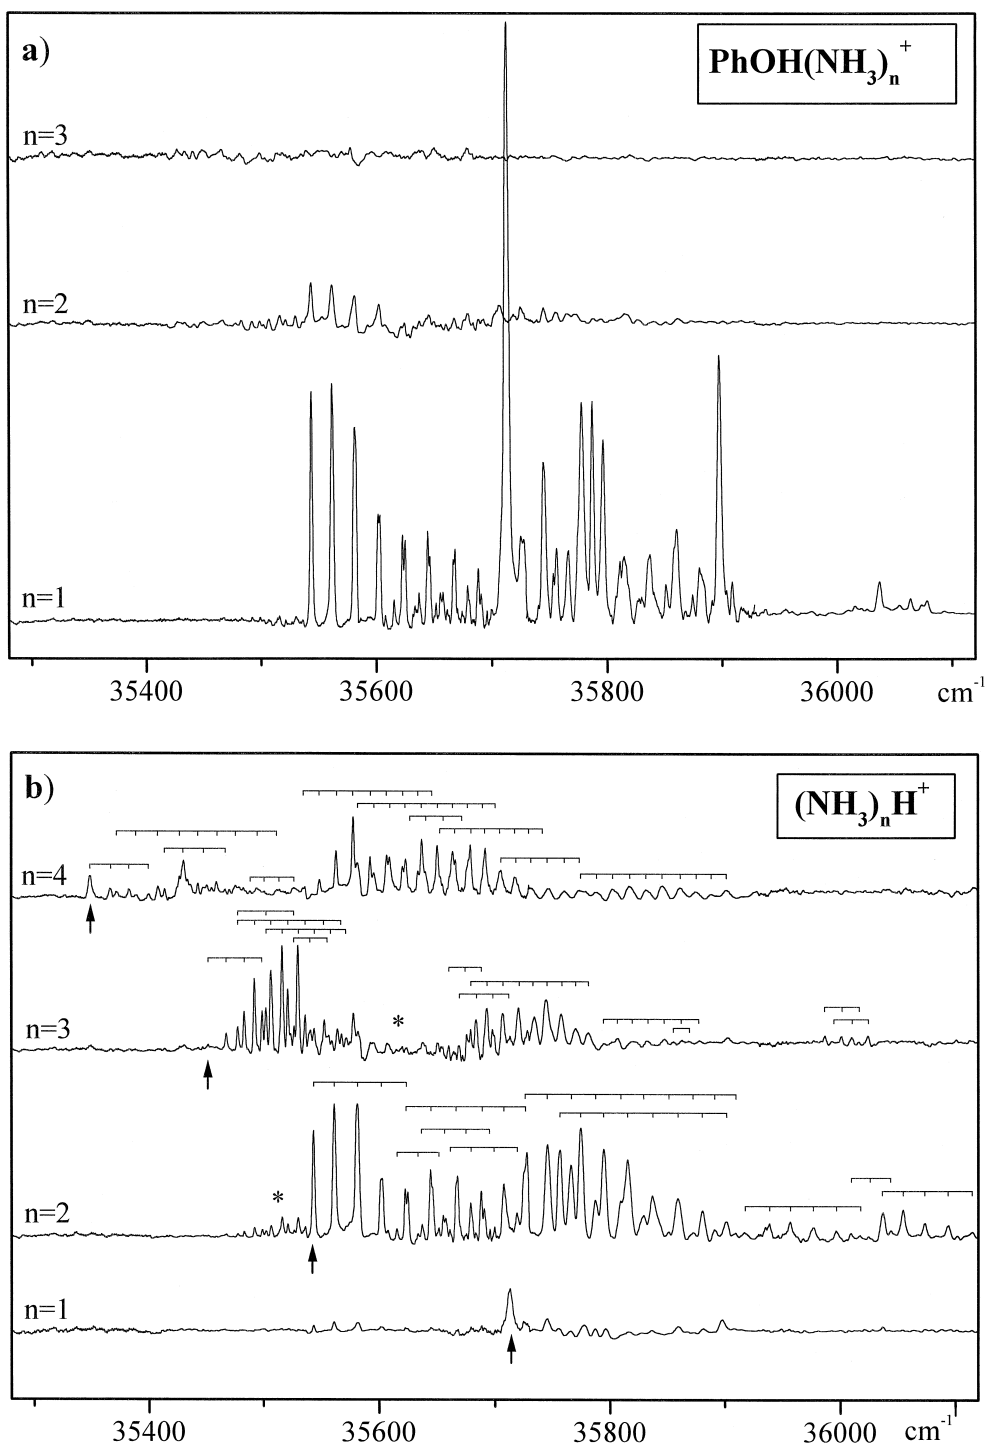 a)
PhOH(NH₃)ₙ⁺
n=3
n=2
n=1
35400 35600 35800 36000 cm⁻¹
b)
(NH₃)ₙH⁺
n=4
n=3
*
*
n=2
n=1
35400 35600 35800 36000 cm⁻¹